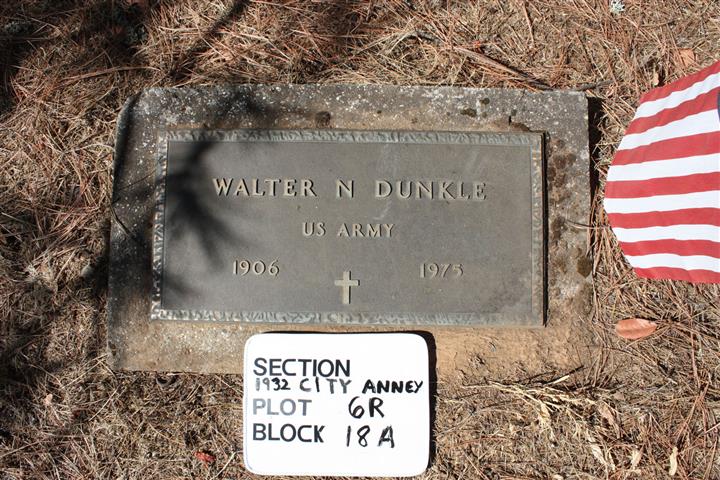 WALTER N DUNKLE
US ARMY
1906 1975
SECTION
1932 CITY ANNEY
PLOT 6R
BLOCK 18A